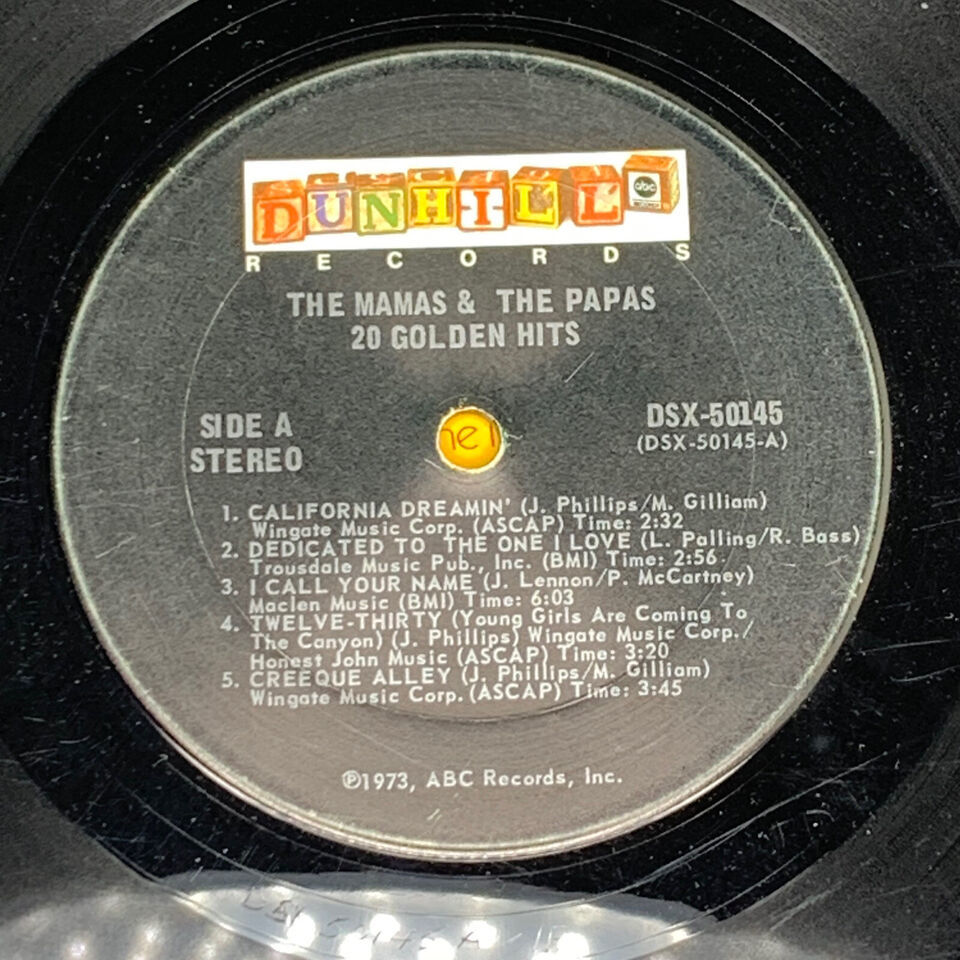 DUNHILL
abc
RECORDS
THE MAMAS & THE PAPAS
20 GOLDEN HITS
SIDE A
STEREO
DSX-50145
(DSX-50145-A)
1. CALIFORNIA DREAMIN' (J. Phillips/M. Gilliam)
Wingate Music Corp. (ASCAP) Time: 2:32
2. DEDICATED TO THE ONE I LOVE (L. Palling/R. Bass)
Trousdale Music Pub., Inc. (BMI) Time: 2:56
3. I CALL YOUR NAME (J. Lennon/P. McCartney)
Maclen Music (BMI) Time: 6:03
4. TWELVE-THIRTY (Young Girls Are Coming To
The Canyon) (J. Phillips) Wingate Music Corp./
Honest John Music (ASCAP) Time: 3:20
5. CREEQUE ALLEY (J. Phillips/M. Gilliam)
Wingate Music Corp. (ASCAP) Time: 3:45
℗1973, ABC Records, Inc.